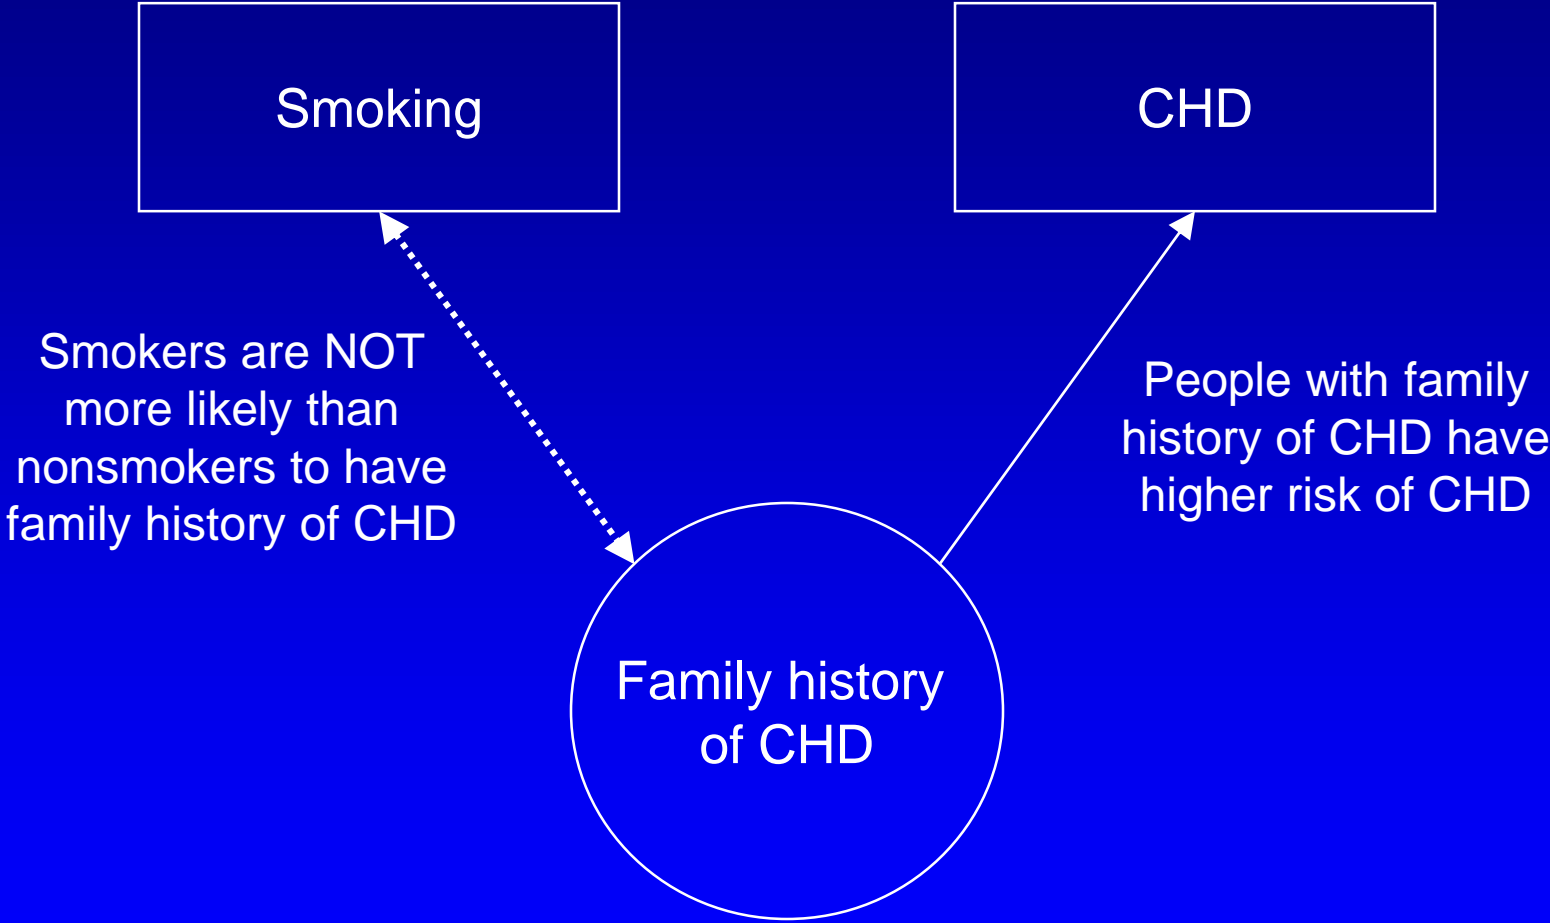 Smoking
CHD
Smokers are NOT
more likely than
nonsmokers to have
family history of CHD
People with family
history of CHD have
higher risk of CHD
Family history
of CHD